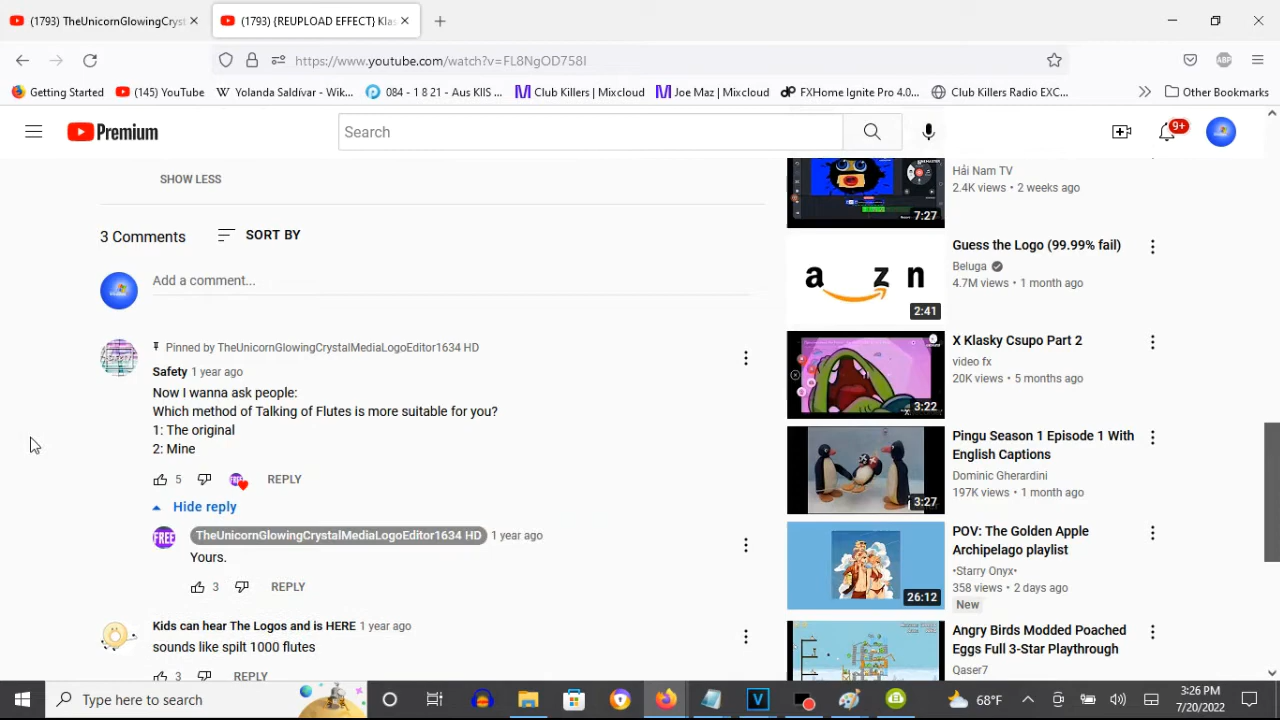 (1793) TheUnicornGlowingCryst
(1793) {REUPLOAD EFFECT} Klas
https://www.youtube.com/watch?v=FL8NgOD758I
ABP
Getting Started
(145) YouTube
Yolanda Saldívar - Wik...
084 - 1 8 21 - Aus KIIS ...
Club Killers | Mixcloud
Joe Maz | Mixcloud
FXHome Ignite Pro 4.0...
Club Killers Radio EXC...
Other Bookmarks
Premium
Search
9+
SHOW LESS
3 Comments
SORT BY
Add a comment...
Pinned by TheUnicornGlowingCrystalMediaLogoEditor1634 HD
Safety 1 year ago
Now I wanna ask people:
Which method of Talking of Flutes is more suitable for you?
1: The original
2: Mine
5
REPLY
Hide reply
FREE
TheUnicornGlowingCrystalMediaLogoEditor1634 HD 1 year ago
Yours.
3
REPLY
Kids can hear The Logos and is HERE 1 year ago
sounds like spilt 1000 flutes
3
REPLY
Hải Nam TV
2.4K views • 2 weeks ago
7:27
a z n
Guess the Logo (99.99% fail)
Beluga
4.7M views • 1 month ago
2:41
X Klasky Csupo Part 2
video fx
20K views • 5 months ago
3:22
Pingu Season 1 Episode 1 With
English Captions
Dominic Gherardini
197K views • 1 month ago
3:27
POV: The Golden Apple
Archipelago playlist
•Starry Onyx•
358 views • 2 days ago
New
26:12
Angry Birds Modded Poached
Eggs Full 3-Star Playthrough
Qaser7
Type here to search
68°F
3:26 PM
7/20/2022